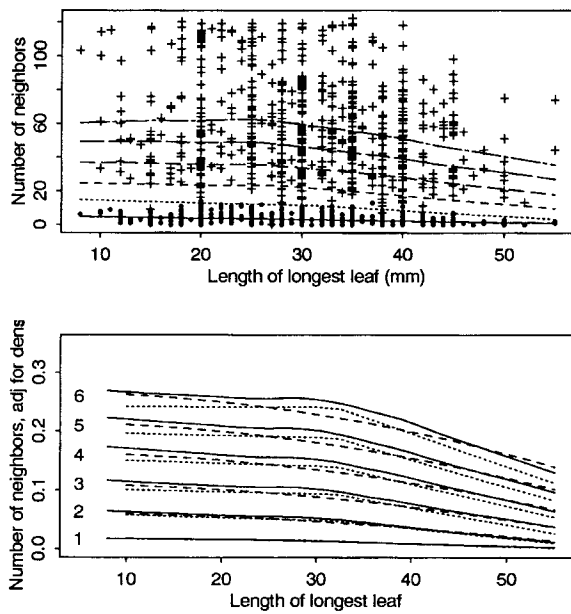 Number of neighbors
0 20 60 100
10 20 30 40 50
Length of longest leaf (mm)
Number of neighbors, adj for dens
0.0 0.1 0.2 0.3
6
5
4
3
2
1
10 20 30 40 50
Length of longest leaf